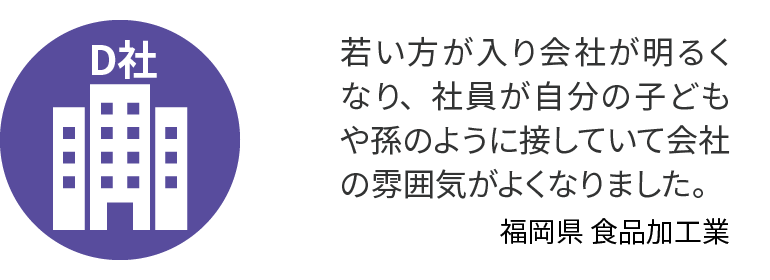 D社
若い方が入り会社が明るく
なり、社員が自分の子ども
や孫のように接していて会社
の雰囲気がよくなりました。
福岡県 食品加工業